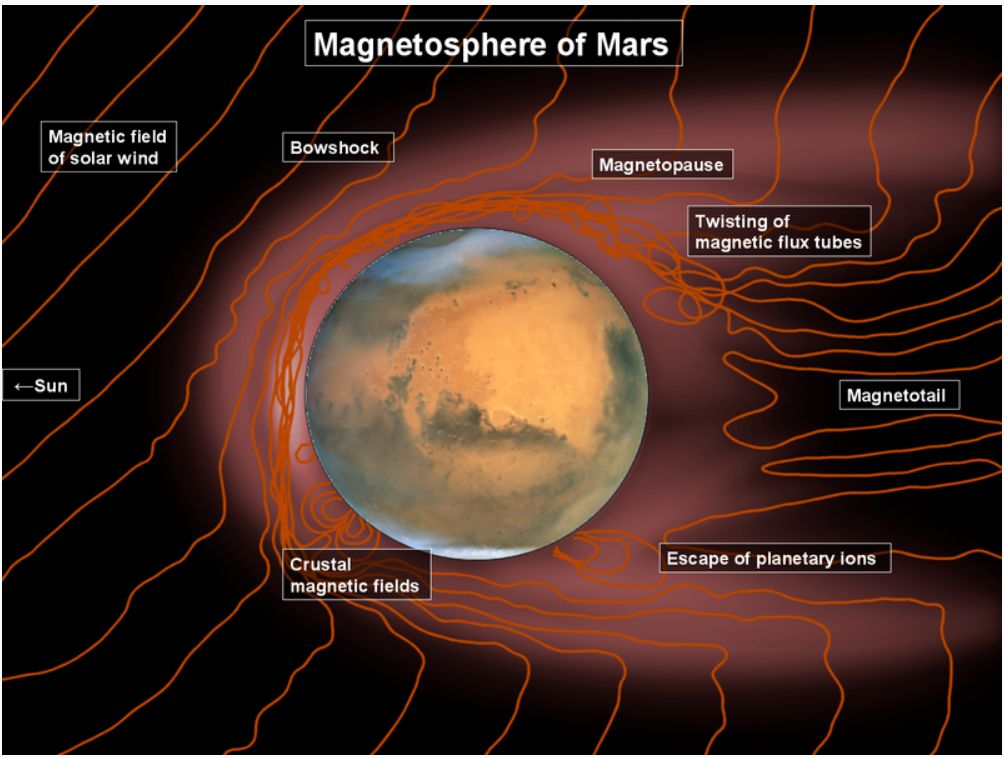 Magnetosphere of Mars
Magnetic field
of solar wind
Bowshock
Magnetopause
Twisting of
magnetic flux tubes
←Sun
Magnetotail
Crustal
magnetic fields
Escape of planetary ions